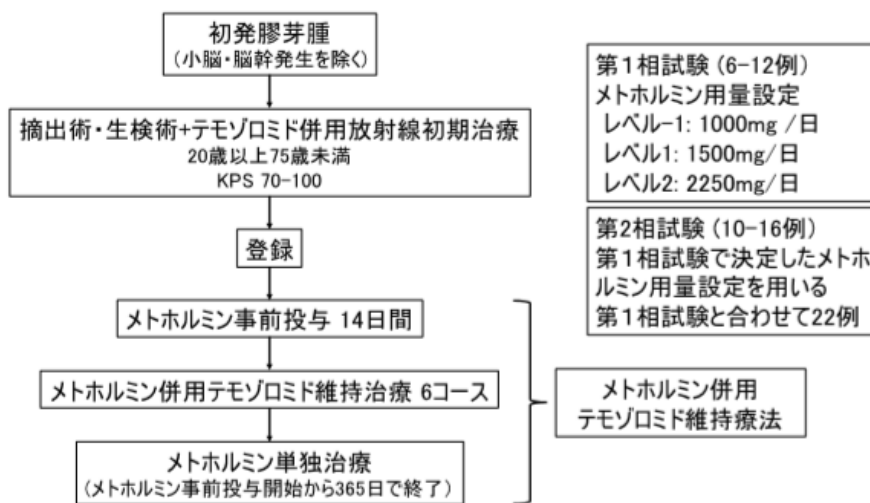 初発膠芽腫
(小脳・脳幹発生を除く)
摘出術・生検術+テモゾロミド併用放射線初期治療
20歳以上75歳未満
KPS 70-100
登録
メトホルミン事前投与 14日間
メトホルミン併用テモゾロミド維持治療 6コース
メトホルミン単独治療
(メトホルミン事前投与開始から365日で終了)
メトホルミン併用
テモゾロミド維持療法
第1相試験 (6-12例)
メトホルミン用量設定
レベル-1: 1000mg /日
レベル1: 1500mg/日
レベル2: 2250mg/日
第2相試験 (10-16例)
第1相試験で決定したメトホ
ルミン用量設定を用いる
第1相試験と合わせて22例